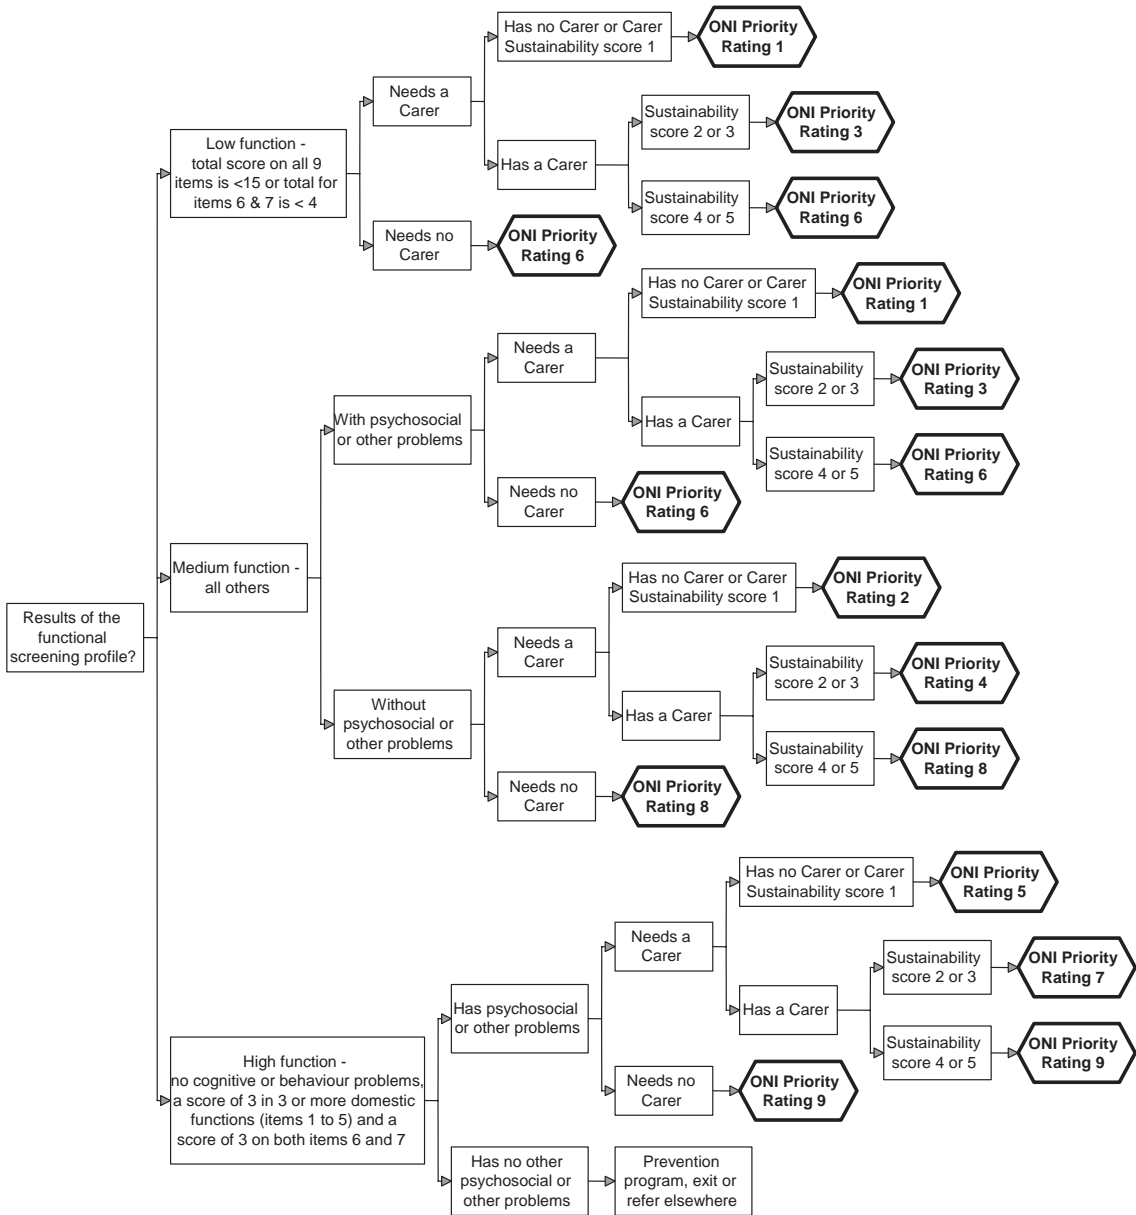 Has no Carer or Carer
Sustainability score 1
ONI Priority
Rating 1
Needs a
Carer
Sustainability
score 2 or 3
ONI Priority
Rating 3
Low function -
total score on all 9
items is <15 or total for
items 6 & 7 is < 4
Has a Carer
Sustainability
score 4 or 5
ONI Priority
Rating 6
Needs no
Carer
ONI Priority
Rating 6
Has no Carer or Carer
Sustainability score 1
ONI Priority
Rating 1
Needs a
Carer
Sustainability
score 2 or 3
ONI Priority
Rating 3
With psychosocial
or other problems
Has a Carer
Sustainability
score 4 or 5
ONI Priority
Rating 6
Needs no
Carer
ONI Priority
Rating 6
Medium function -
all others
Has no Carer or Carer
Sustainability score 1
ONI Priority
Rating 2
Results of the
functional
screening profile?
Needs a
Carer
Sustainability
score 2 or 3
ONI Priority
Rating 4
Without
psychosocial or
other problems
Has a Carer
Sustainability
score 4 or 5
ONI Priority
Rating 8
Needs no
Carer
ONI Priority
Rating 8
Has no Carer or Carer
Sustainability score 1
ONI Priority
Rating 5
Needs a
Carer
Sustainability
score 2 or 3
ONI Priority
Rating 7
Has psychosocial
or other problems
Has a Carer
Sustainability
score 4 or 5
ONI Priority
Rating 9
High function -
no cognitive or behaviour problems,
a score of 3 in 3 or more domestic
functions (items 1 to 5) and a
score of 3 on both items 6 and 7
Needs no
Carer
ONI Priority
Rating 9
Has no other
psychosocial or
other problems
Prevention
program, exit or
refer elsewhere